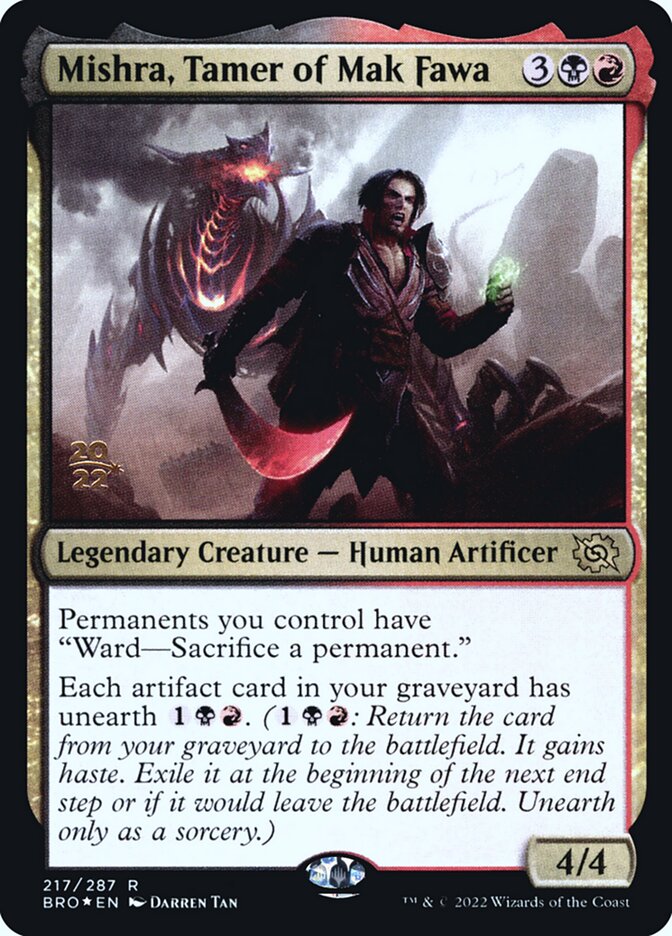 Mishra, Tamer of Mak Fawa 3
20
22
Legendary Creature — Human Artificer
Permanents you control have
“Ward—Sacrifice a permanent.”
Each artifact card in your graveyard has
unearth 1. (1: Return the card
from your graveyard to the battlefield. It gains
haste. Exile it at the beginning of the next end
step or if it would leave the battlefield. Unearth
only as a sorcery.)
4/4
217/287 R
BRO★EN DARREN TAN
™ & © 2022 Wizards of the Coast